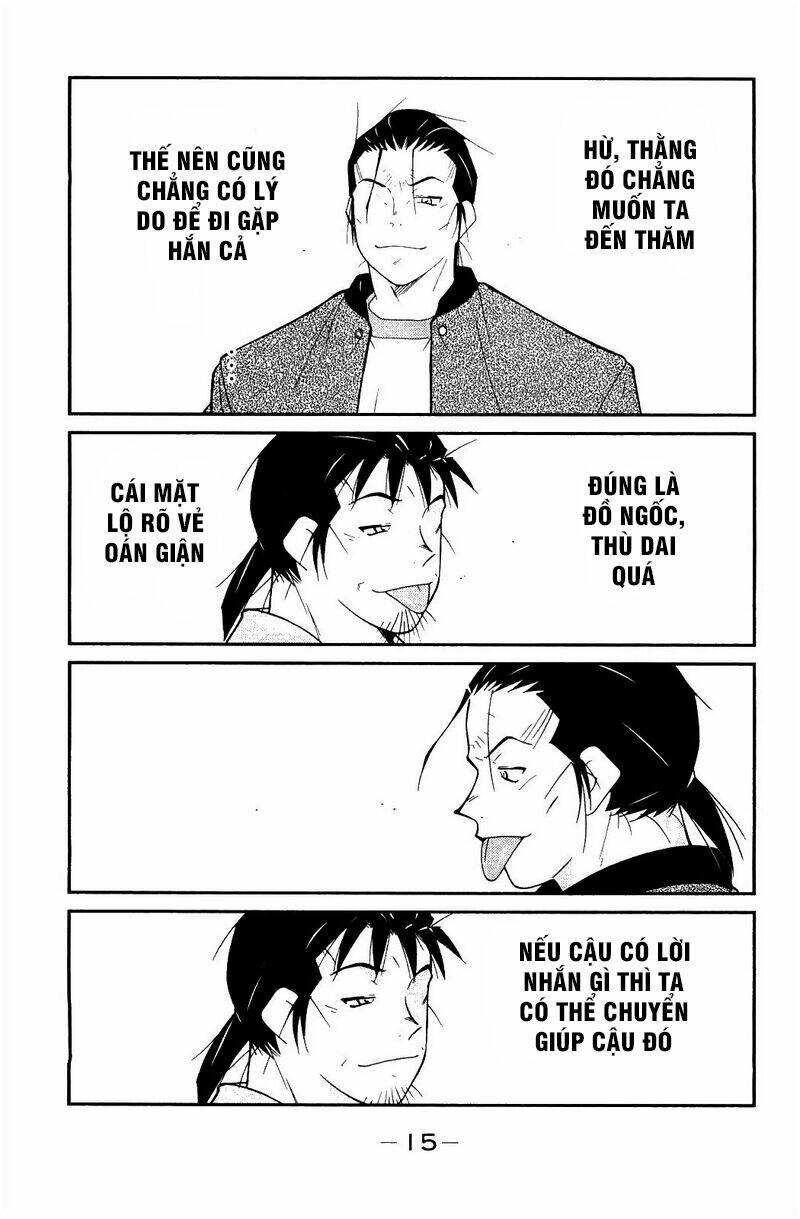 HỪ, THẰNG
ĐÓ CHẲNG
MUỐN TA
ĐẾN THĂM
THẾ NÊN CŨNG
CHẲNG CÓ LÝ
DO ĐỂ ĐI GẶP
HẮN CẢ
ĐÚNG LÀ
ĐỒ NGỐC,
THÙ DAI
QUÁ
CÁI MẶT
LỘ RÕ VẺ
OÁN GIẬN
NẾU CẬU CÓ LỜI
NHẮN GÌ THÌ TA
CÓ THỂ CHUYỂN
GIÚP CẬU ĐÓ
—15—